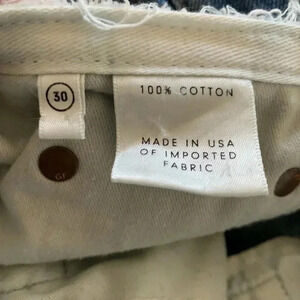 30
100% COTTON
MADE IN USA
OF IMPORTED
FABRIC